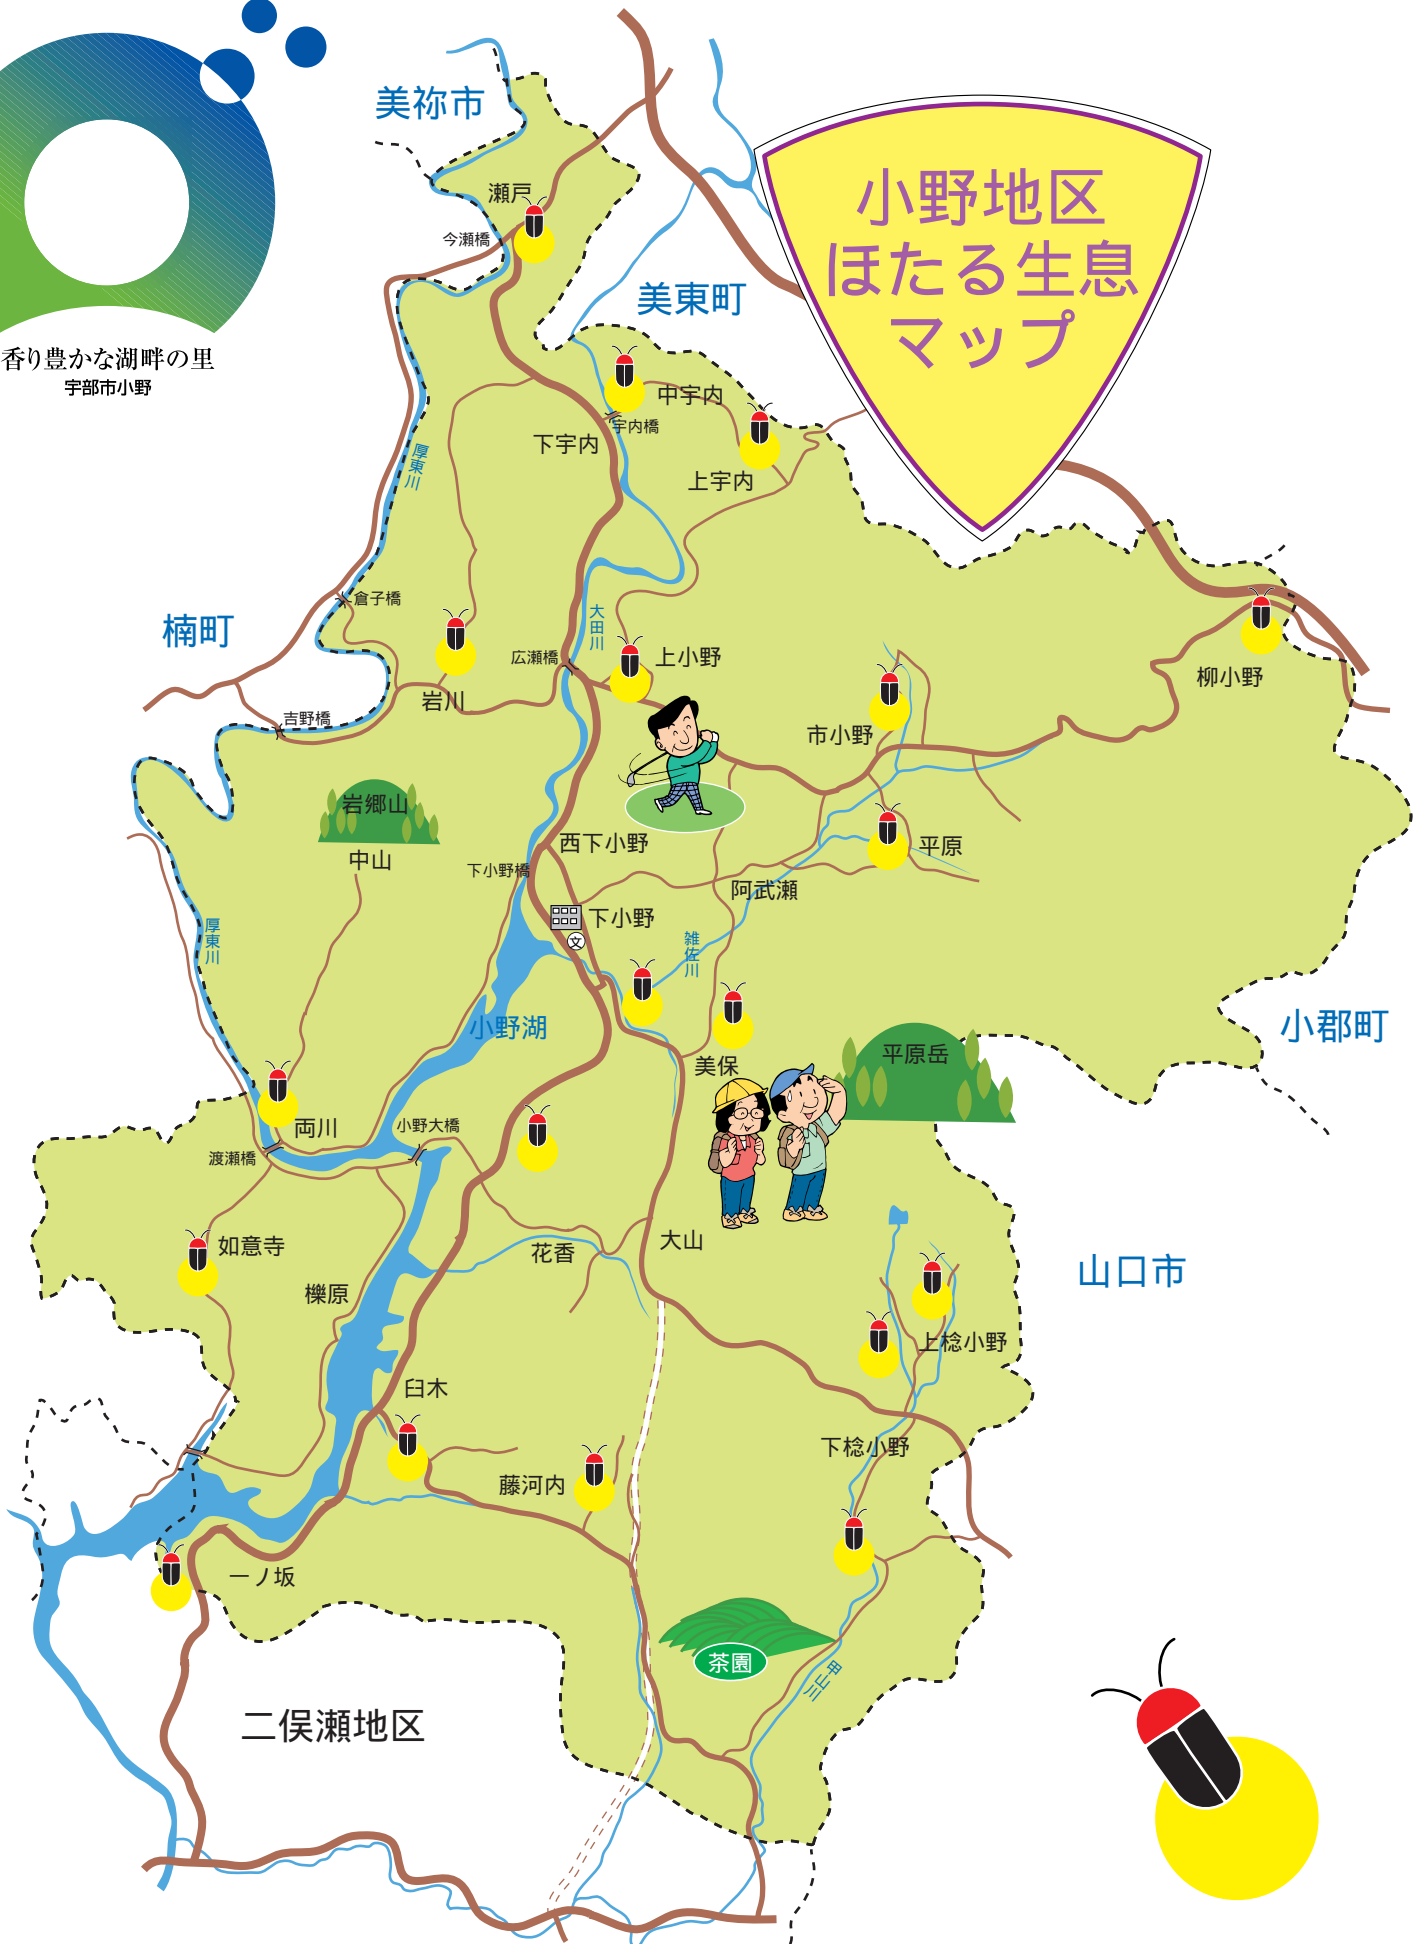 美祢市
小野地区
ほたる生息
マップ
瀬戸
今瀬橋
美東町
香り豊かな湖畔の里
宇部市小野
中宇内
宇内橋
下宇内
上宇内
厚東川
倉子橋
楠町
大田川
広瀬橋
上小野
柳小野
岩川
吉野橋
市小野
岩郷山
中山
西下小野
下小野橋
平原
阿武瀬
下小野
文
厚東川
雑佐川
小野湖
小郡町
平原岳
美保
両川
小野大橋
渡瀬橋
如意寺
花香
大山
山口市
櫟原
上稔小野
臼木
下稔小野
藤河内
一ノ坂
茶園
甲山川
二俣瀬地区